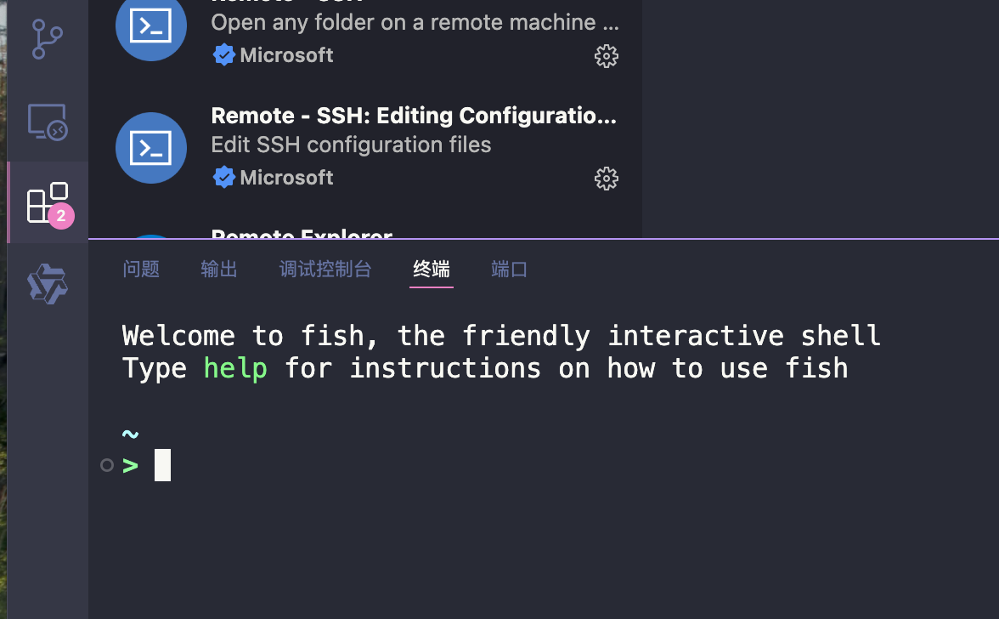 Remote - SSH
Open any folder on a remote machine ...
Microsoft
Remote - SSH: Editing Configuratio...
Edit SSH configuration files
Microsoft
2
Remote Explorer
问题 输出 调试控制台 终端 端口
Welcome to fish, the friendly interactive shell
Type help for instructions on how to use fish
~
>